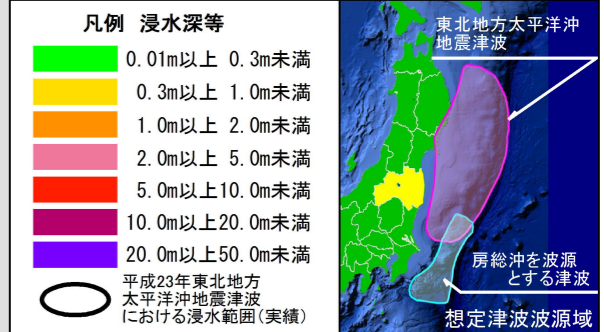 凡例 浸水深等
0.01m以上 0.3m未満
0.3m以上 1.0m未満
1.0m以上 2.0m未満
2.0m以上 5.0m未満
5.0m以上10.0m未満
10.0m以上20.0m未満
20.0m以上50.0m未満
平成23年東北地方
太平洋沖地震津波
における浸水範囲(実績)
東北地方太平洋沖
地震津波
房総沖を波源
とする津波
想定津波波源域